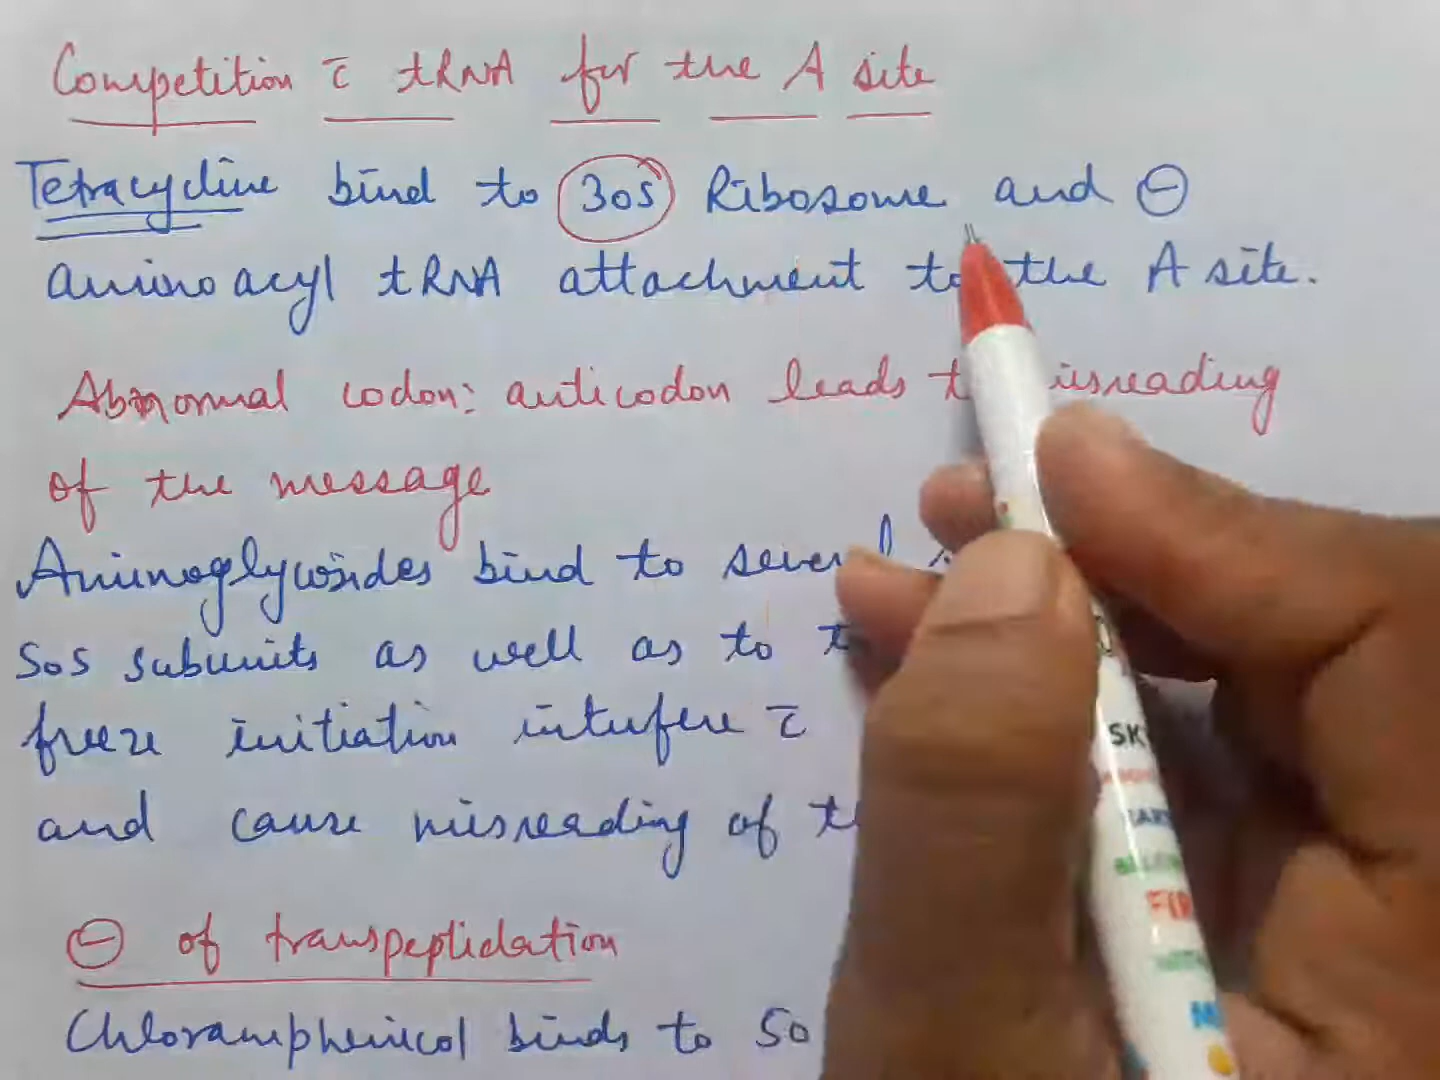 Competition c̄ tRNA for the A site
Tetracycline bind to 30S Ribosome and ⊖
aminoacyl tRNA attachment to the A site.
Abnormal codon: anticodon leads misreading
of the message
Aminoglycosides bind to several
50S subunits as well as to
freeze initiation interfere c̄
and cause misreading of
⊖ of transpeptidation
Chloramphenicol binds to 50
SKY
FIR